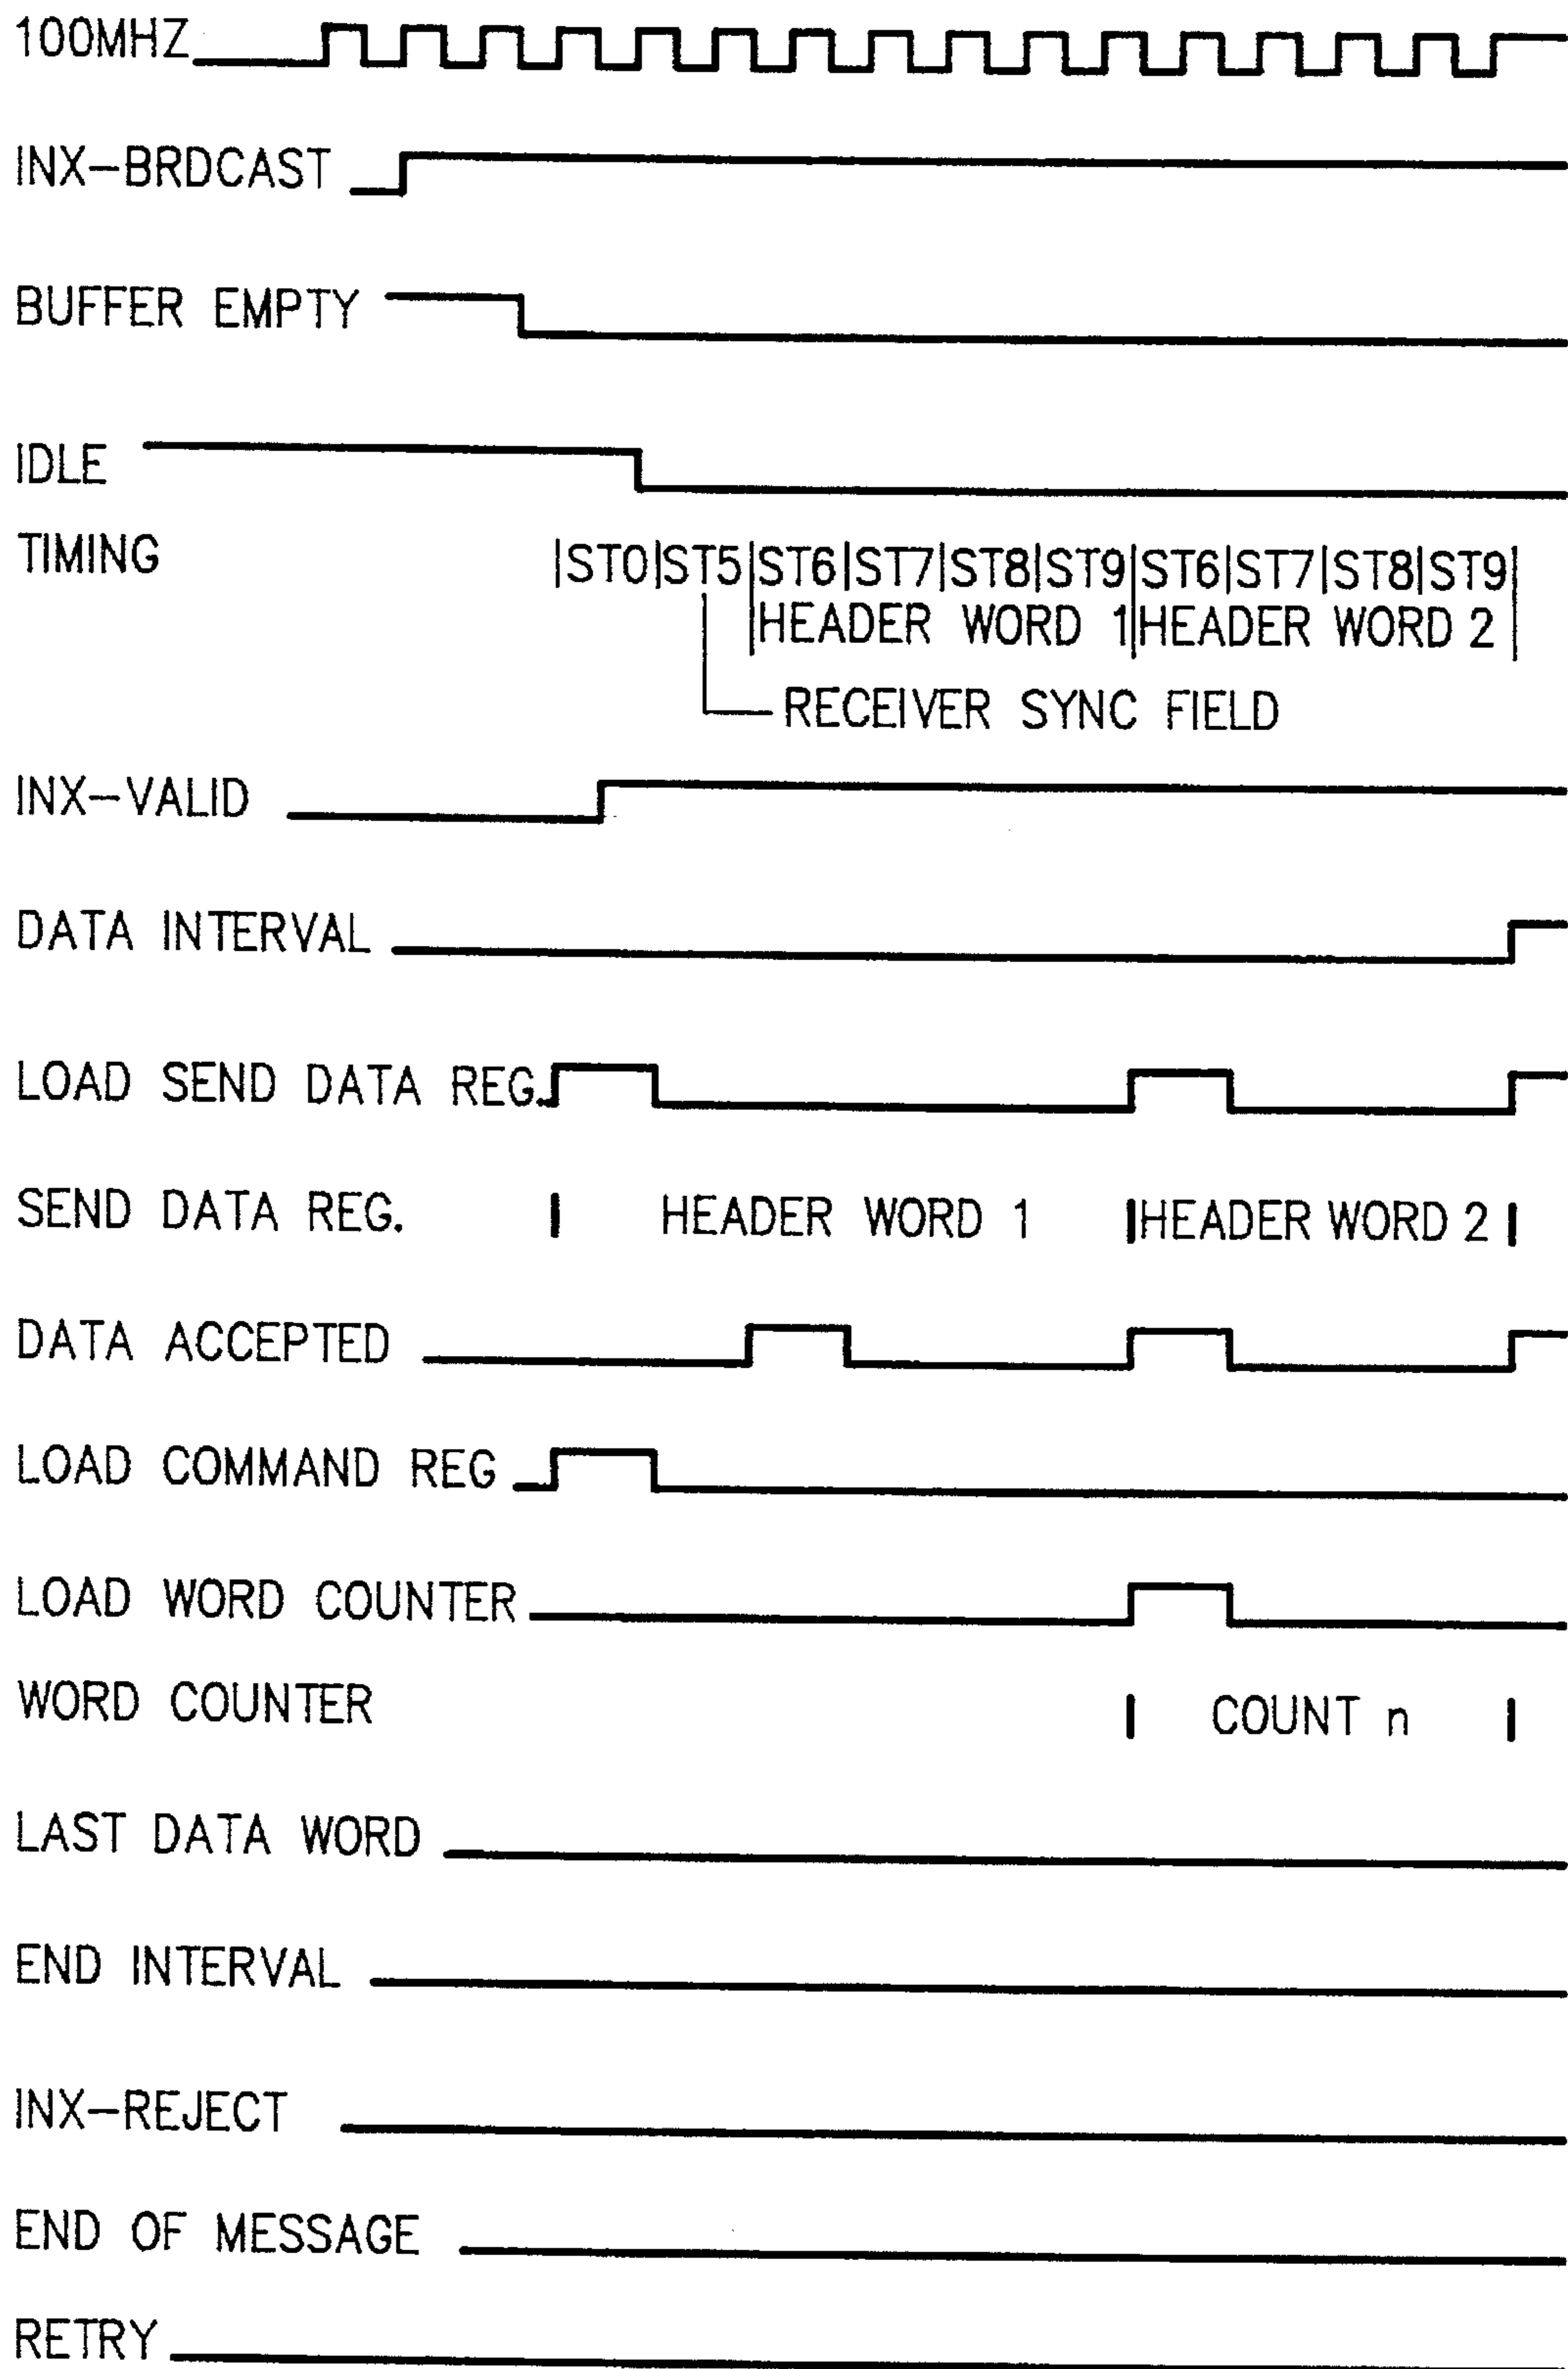 100MHZ
INX-BRDCAST
BUFFER EMPTY
IDLE
TIMING |ST0|ST5|ST6|ST7|ST8|ST9|ST6|ST7|ST8|ST9|
|HEADER WORD 1|HEADER WORD 2|
RECEIVER SYNC FIELD
INX-VALID
DATA INTERVAL
LOAD SEND DATA REG.
SEND DATA REG. | HEADER WORD 1 |HEADER WORD 2|
DATA ACCEPTED
LOAD COMMAND REG
LOAD WORD COUNTER
WORD COUNTER | COUNT n |
LAST DATA WORD
END INTERVAL
INX-REJECT
END OF MESSAGE
RETRY